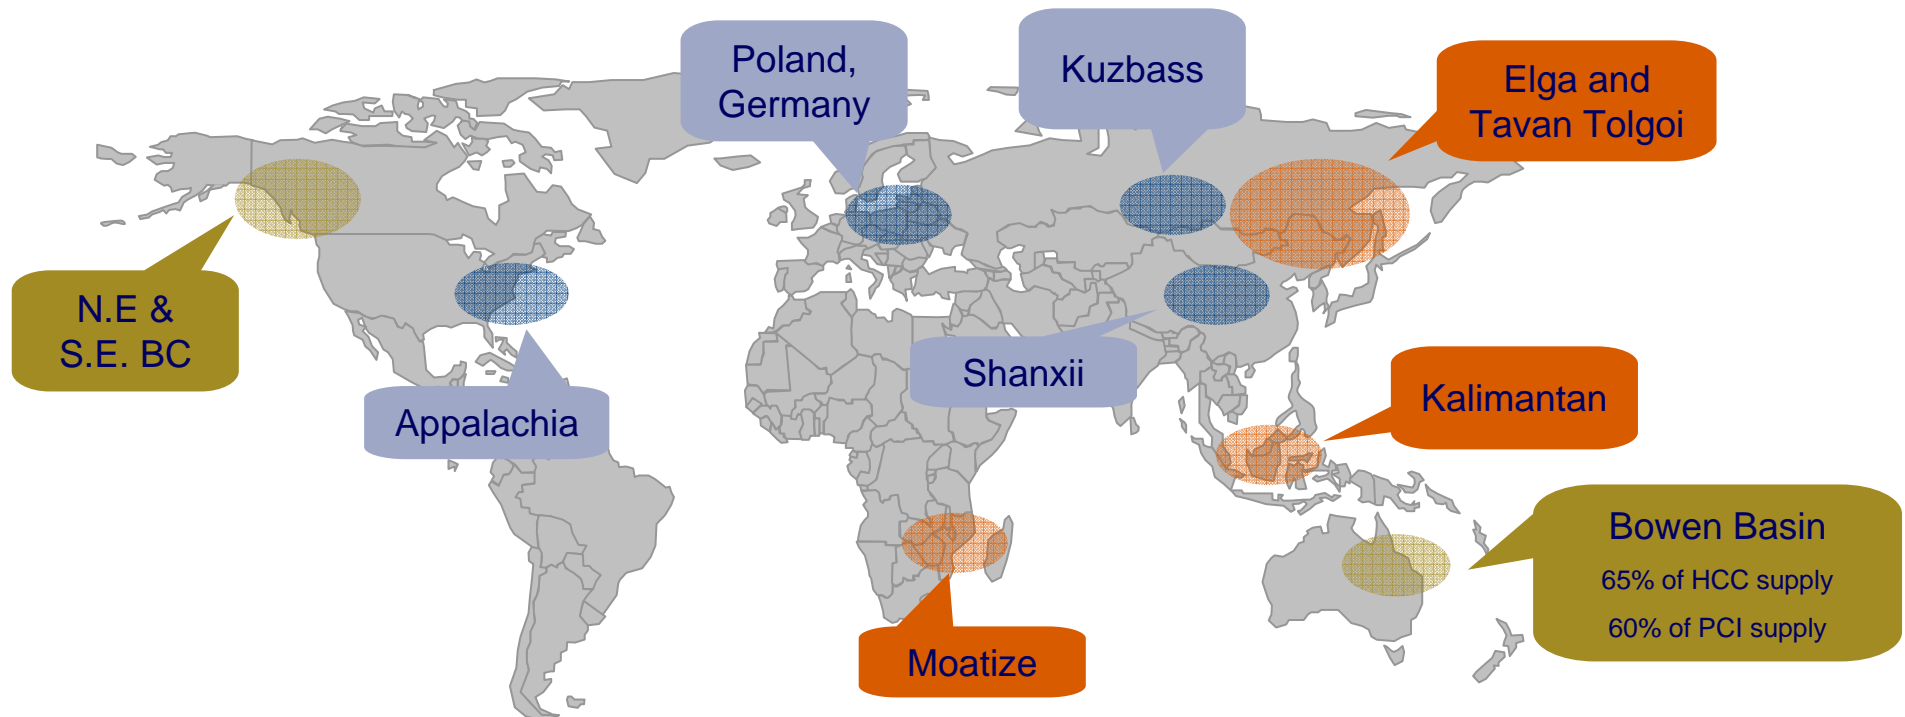 Poland,
Germany
Kuzbass
Elga and
Tavan Tolgoi
N.E &
S.E. BC
Appalachia
Shanxii
Kalimantan
Bowen Basin
65% of HCC supply
60% of PCI supply
Moatize